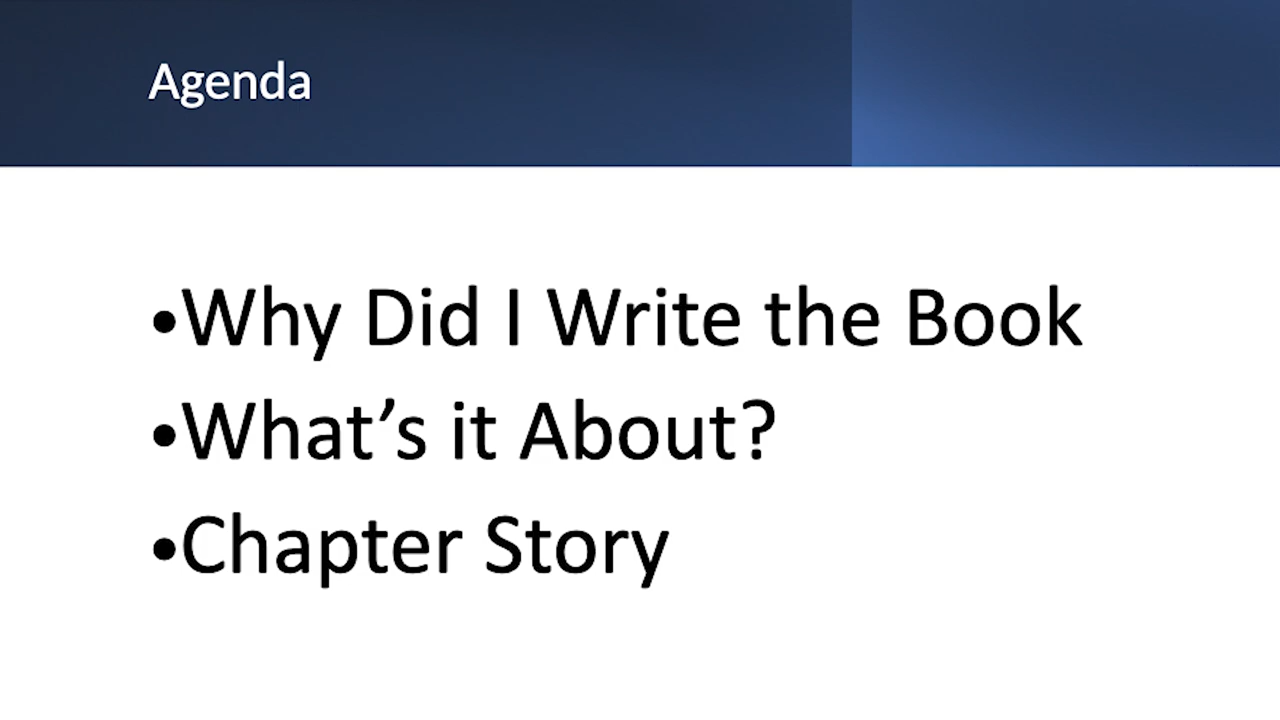 Agenda
•Why Did I Write the Book
•What’s it About?
•Chapter Story